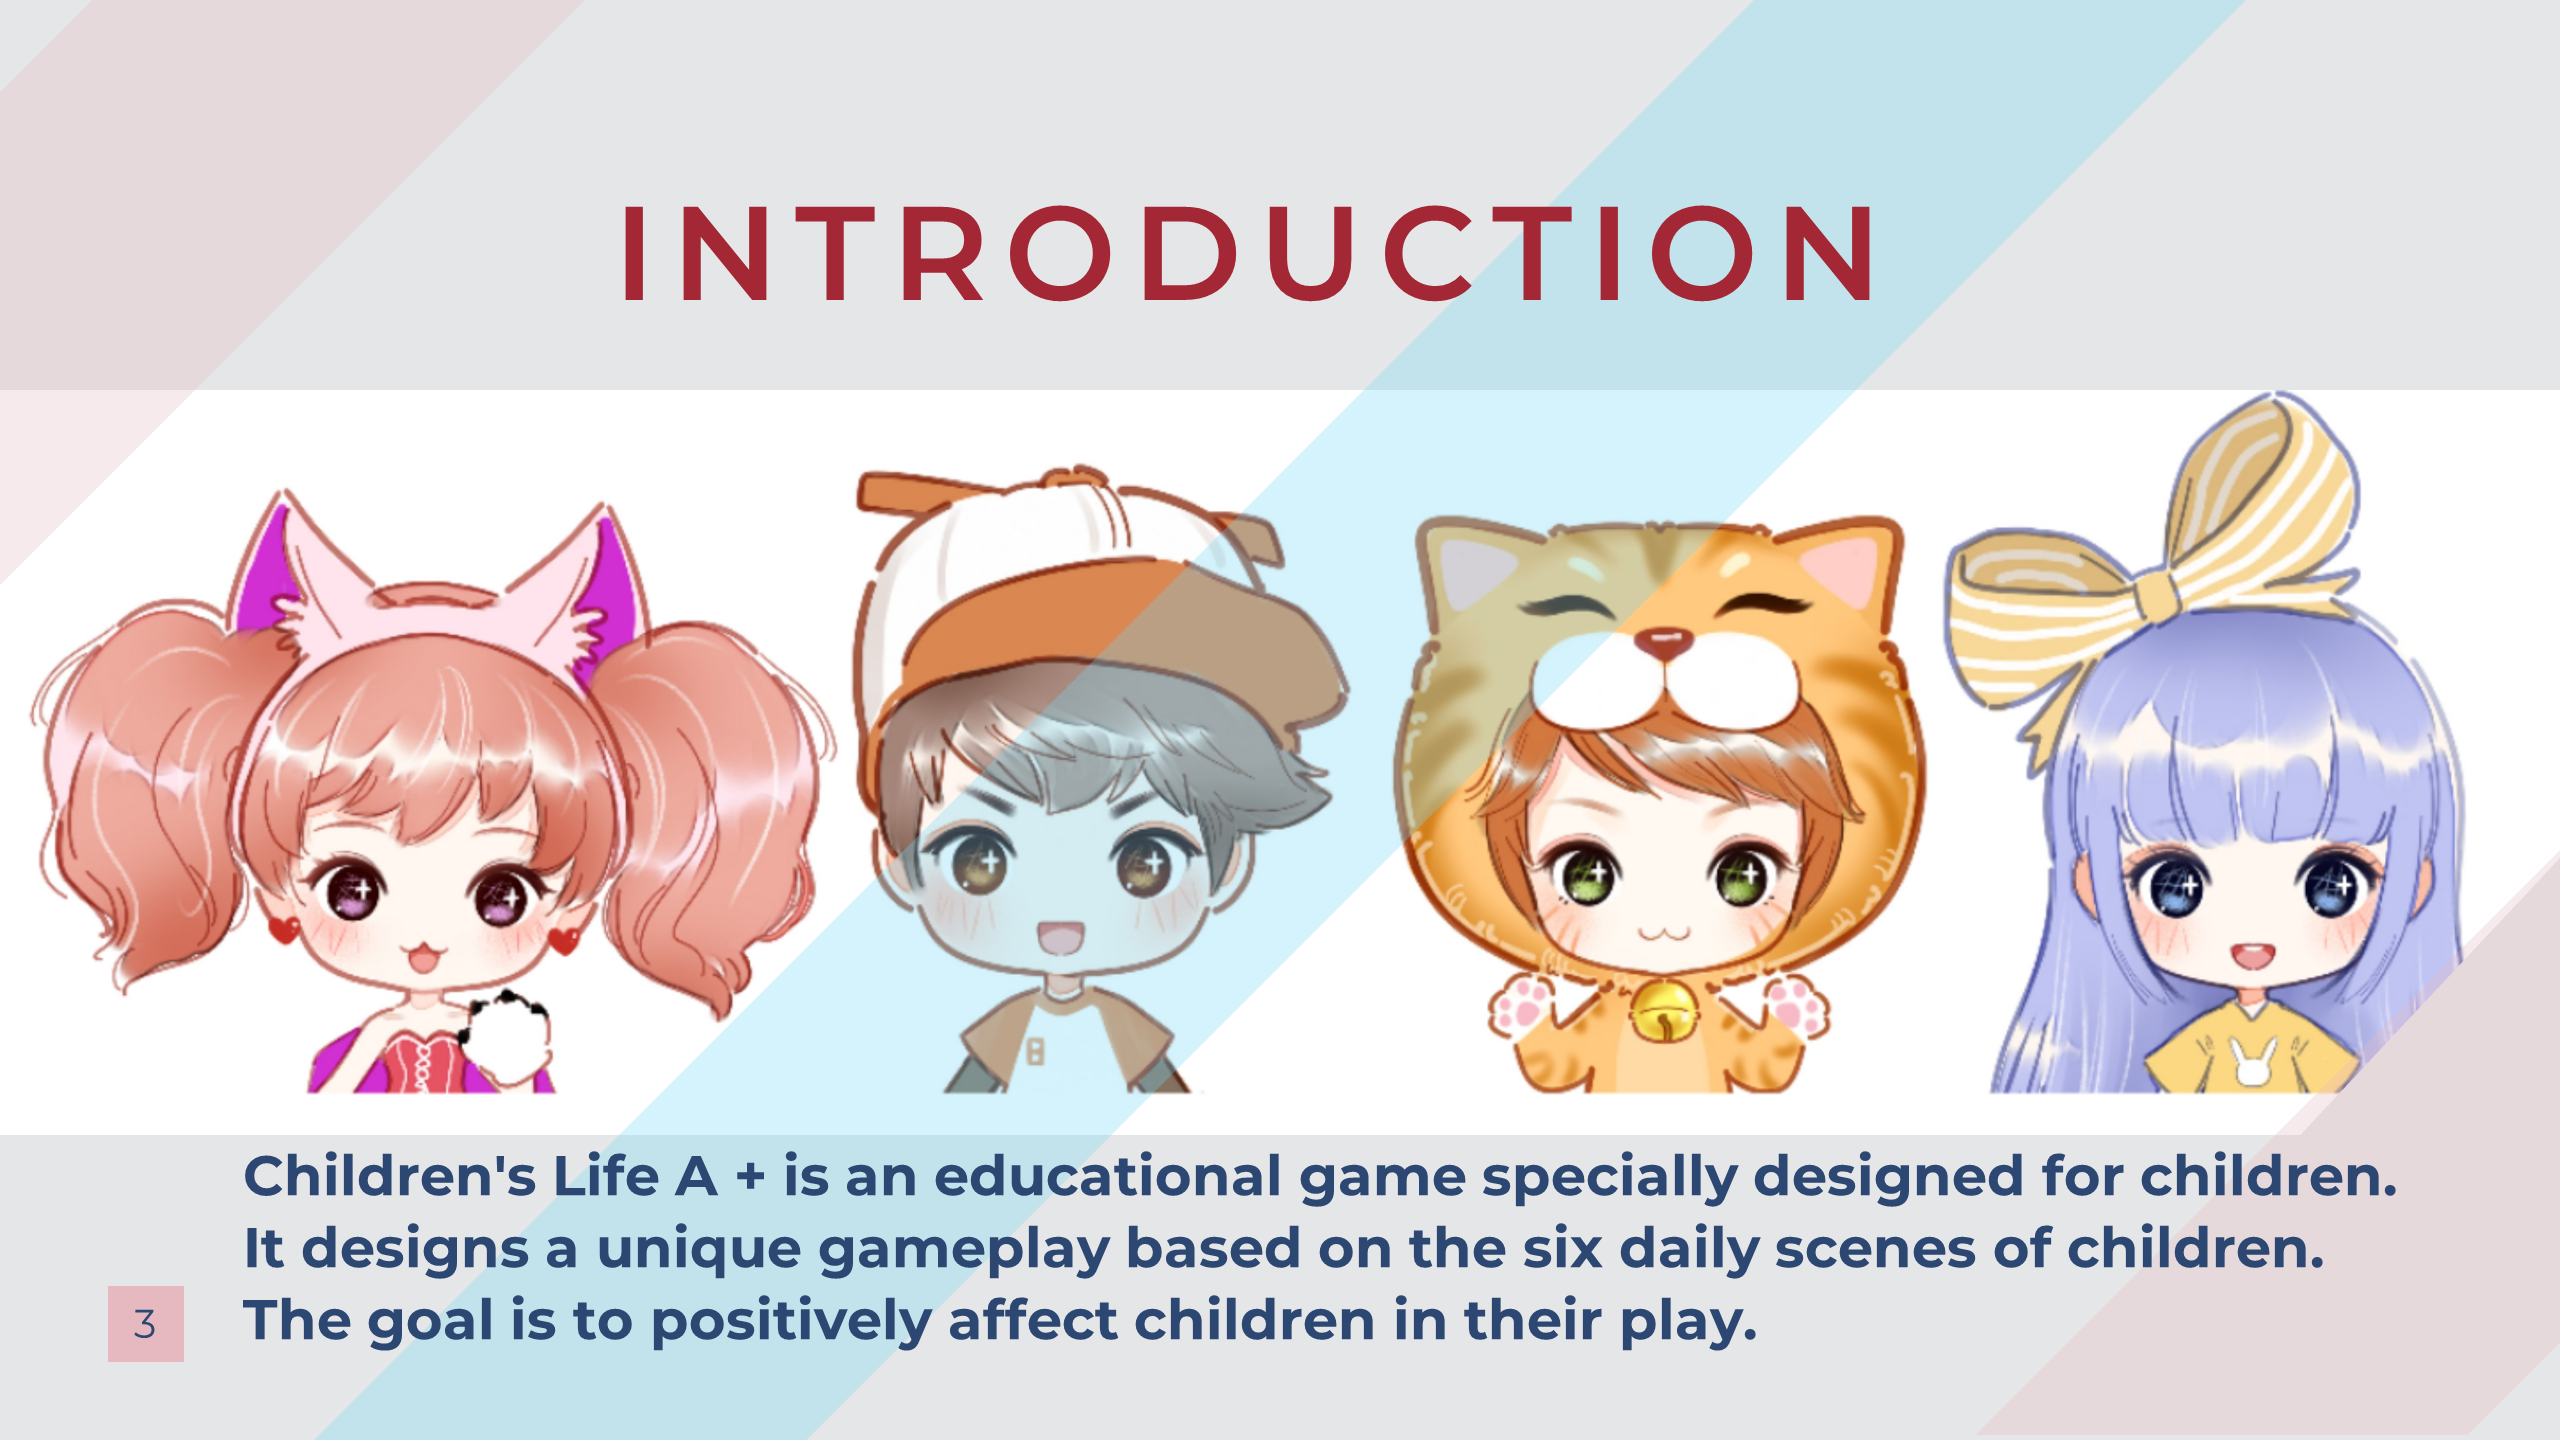 INTRODUCTION
Children's Life A + is an educational game specially designed for children.
It designs a unique gameplay based on the six daily scenes of children.
The goal is to positively affect children in their play.
3